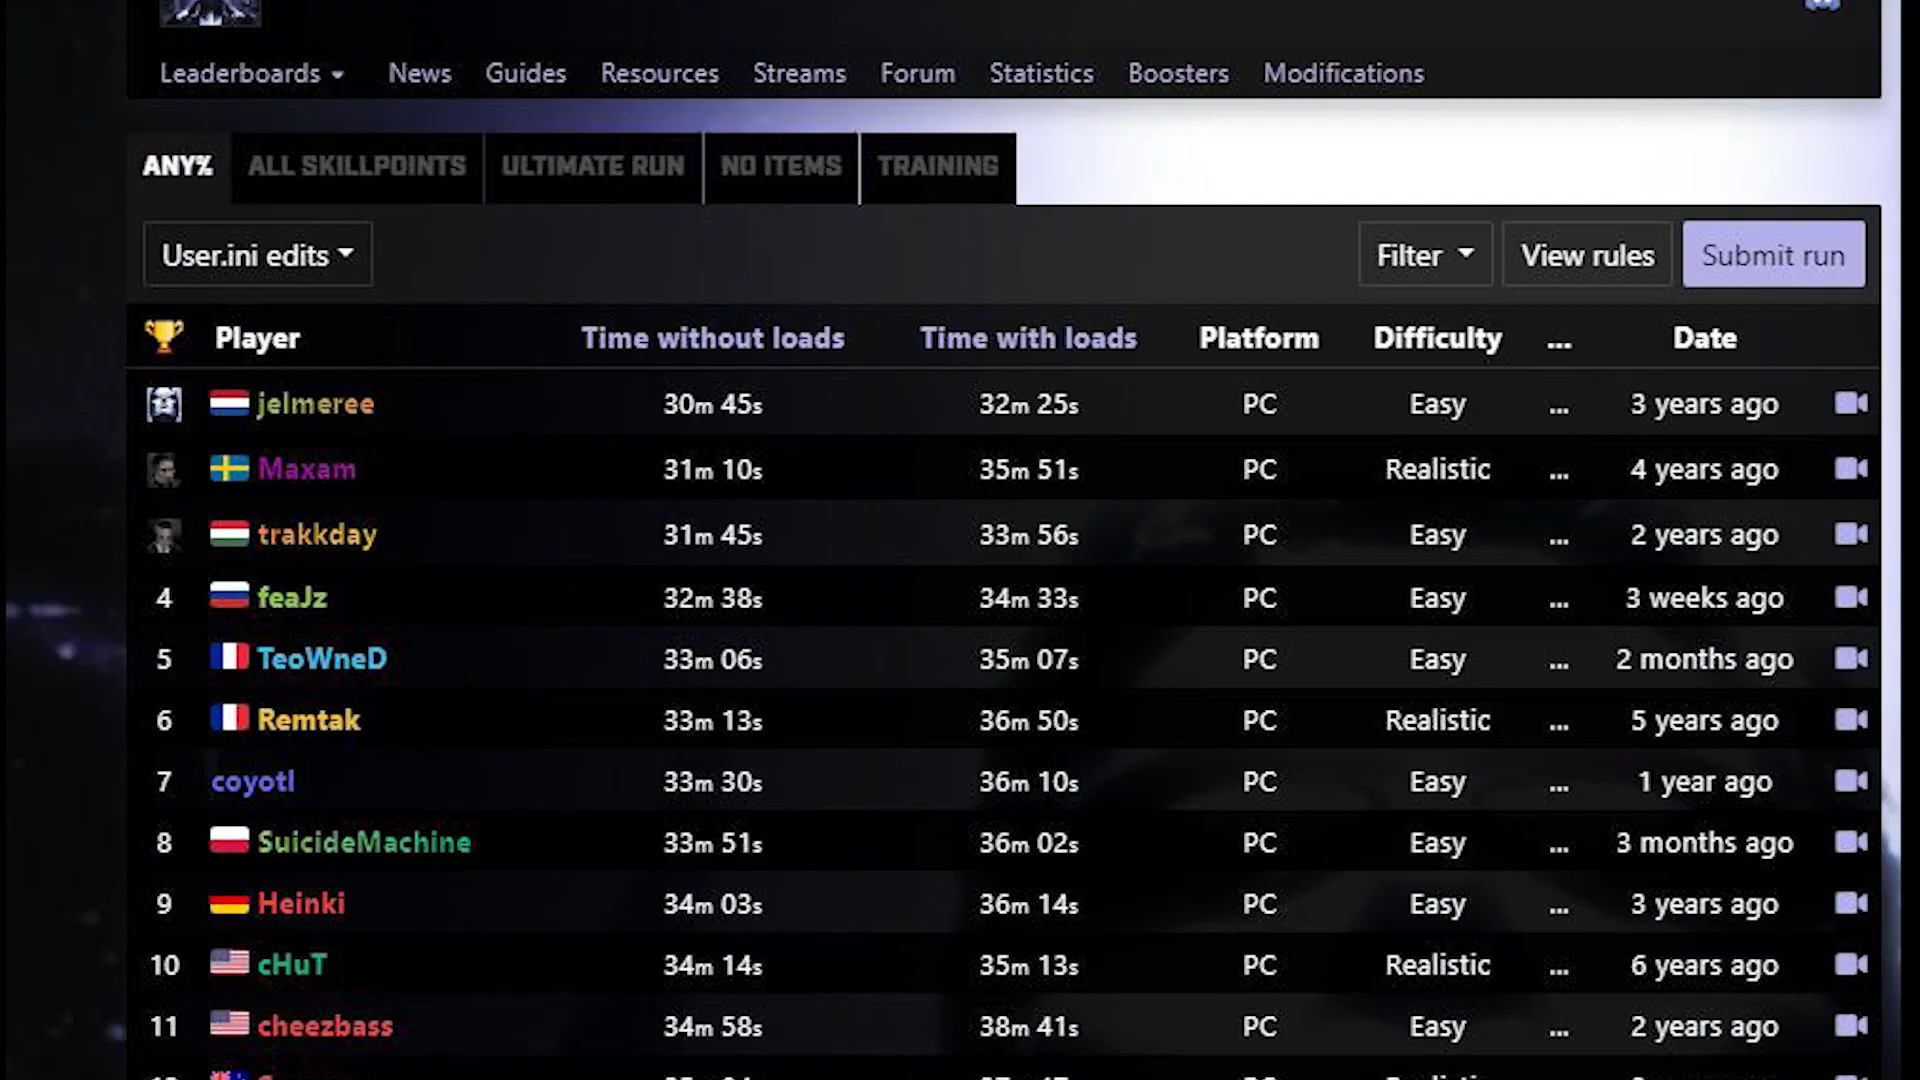 Leaderboards News Guides Resources Streams Forum Statistics Boosters Modifications
ANY% ALL SKILLPOINTS ULTIMATE RUN NO ITEMS TRAINING
User.ini edits Filter View rules Submit run
Player Time without loads Time with loads Platform Difficulty ... Date
jelmeree 30m 45s 32m 25s PC Easy ... 3 years ago
Maxam 31m 10s 35m 51s PC Realistic ... 4 years ago
trakkday 31m 45s 33m 56s PC Easy ... 2 years ago
4 feaJz 32m 38s 34m 33s PC Easy ... 3 weeks ago
5 TeoWneD 33m 06s 35m 07s PC Easy ... 2 months ago
6 Remtak 33m 13s 36m 50s PC Realistic ... 5 years ago
7 coyotl 33m 30s 36m 10s PC Easy ... 1 year ago
8 SuicideMachine 33m 51s 36m 02s PC Easy ... 3 months ago
9 Heinki 34m 03s 36m 14s PC Easy ... 3 years ago
10 cHuT 34m 14s 35m 13s PC Realistic ... 6 years ago
11 cheezbass 34m 58s 38m 41s PC Easy ... 2 years ago